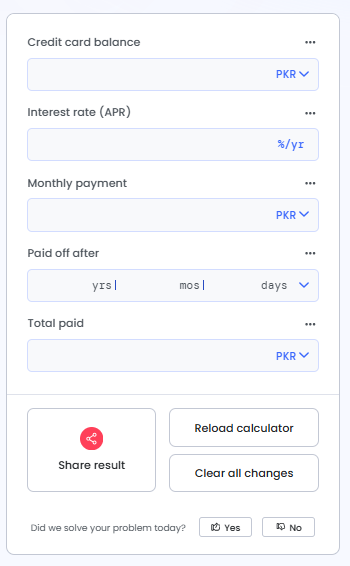 Credit card balance
PKR
Interest rate (APR)
%/yr
Monthly payment
PKR
Paid off after
yrs mos days
Total paid
PKR
Share result
Reload calculator
Clear all changes
Did we solve your problem today? Yes No